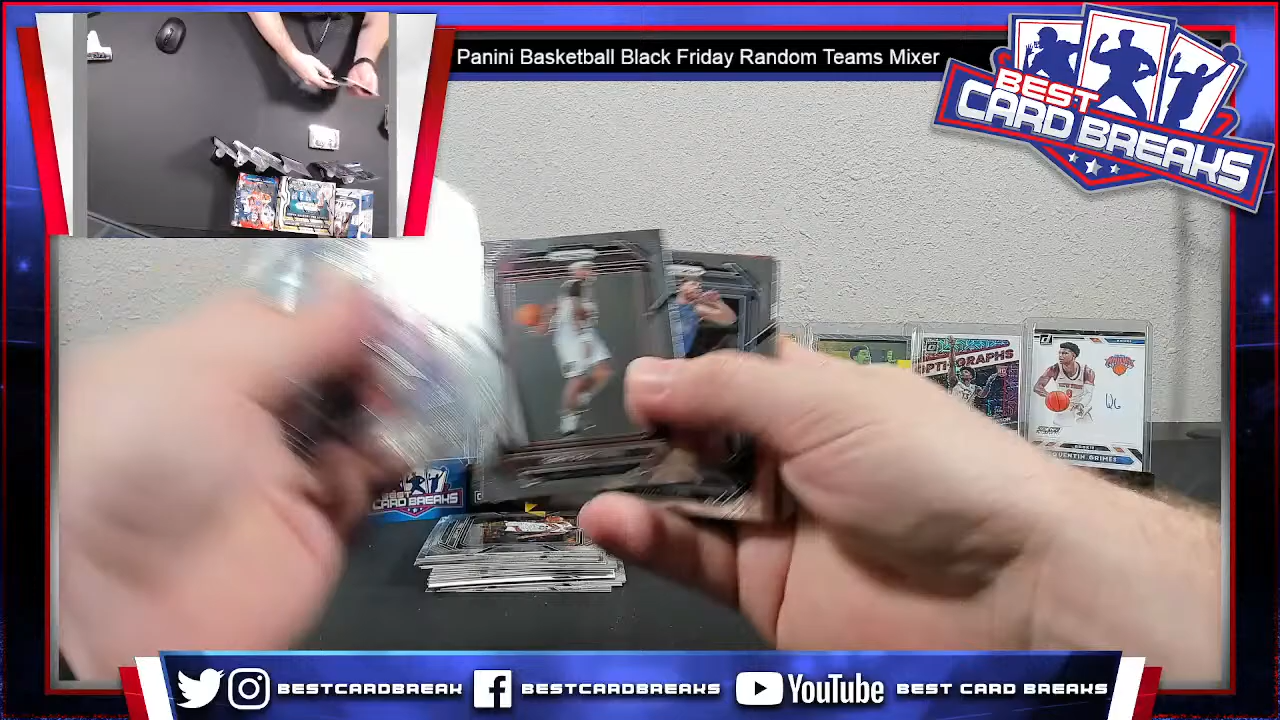 Panini Basketball Black Friday Random Teams Mixer
BEST
CARD BREAKS
OPTIGRAPHS
QUENTIN GRIMES
BEST
CARD BREAKS
BESTCARDBREAK
BESTCARDBREAKS
YouTube
BEST CARD BREAKS